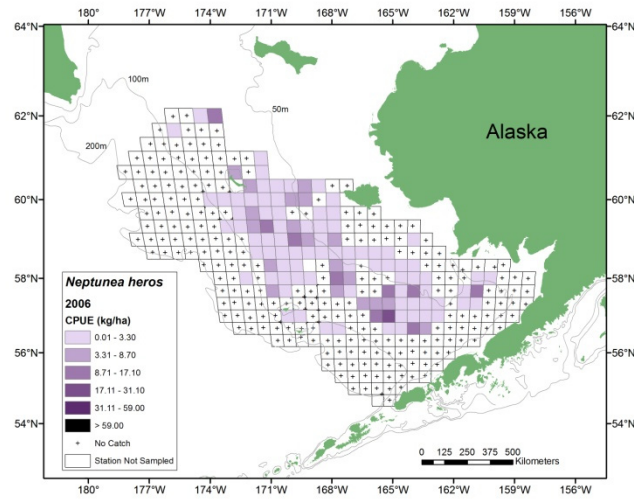 180° 177°W 174°W 171°W 168°W 165°W 162°W 159°W 156°W
64°N 64°N
100m
50m
62°N 62°N
200m
Alaska
60°N 60°N
58°N 58°N
Neptunea heros
2006
CPUE (kg/ha)
0.01 - 3.30
3.31 - 8.70
8.71 - 17.10
17.11 - 31.10
31.11 - 59.00
> 59.00
No Catch
Station Not Sampled
56°N 56°N
54°N 54°N
0 125 250 375 500
Kilometers
180° 177°W 174°W 171°W 168°W 165°W 162°W 159°W 156°W